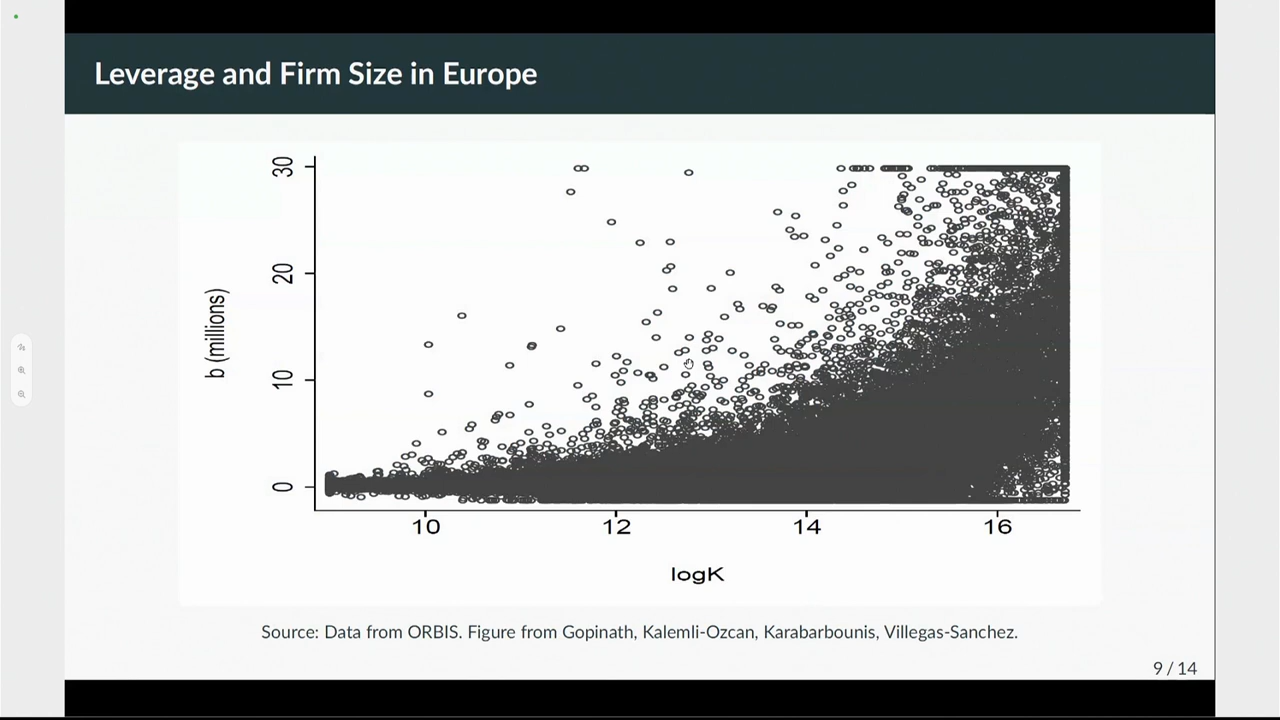 Leverage and Firm Size in Europe
30
20
10
0
b (millions)
10 12 14 16
logK
Source: Data from ORBIS. Figure from Gopinath, Kalemli-Ozcan, Karabarbounis, Villegas-Sanchez.
9 / 14